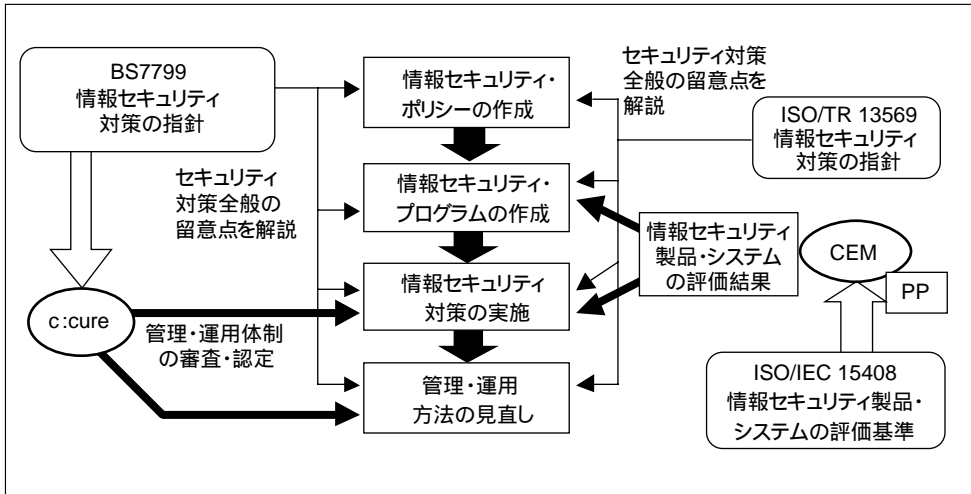 BS7799
情報セキュリティ
対策の指針
セキュリティ
対策全般の
留意点を解説
c:cure
管理・運用体制
の審査・認定
情報セキュリティ・
ポリシーの作成
情報セキュリティ・
プログラムの作成
情報セキュリティ
対策の実施
管理・運用
方法の見直し
セキュリティ対策
全般の留意点を
解説
ISO/TR 13569
情報セキュリティ
対策の指針
情報セキュリティ
製品・システム
の評価結果
CEM
PP
ISO/IEC 15408
情報セキュリティ製品・
システムの評価基準